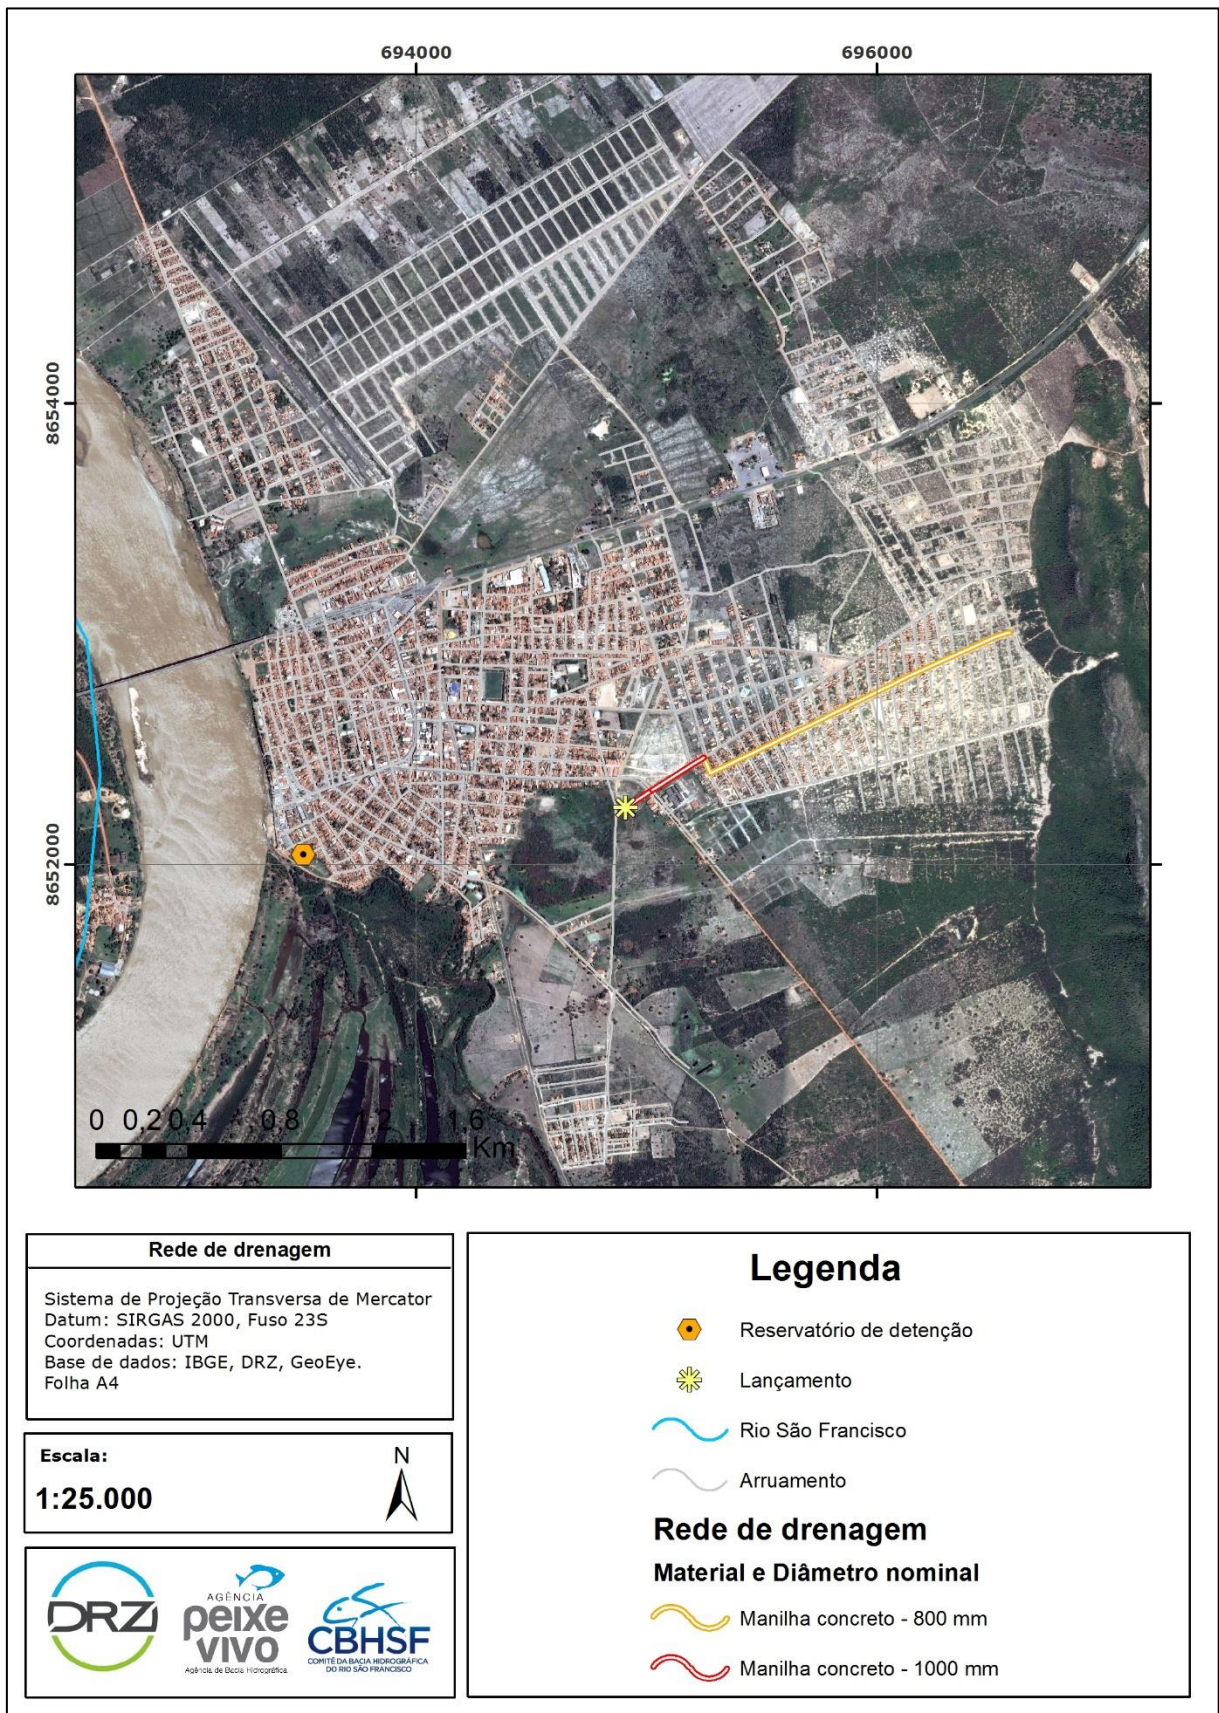 694000
696000
8654000
8652000
0 0,2 0,4 0,8 1,2 1,6
Km
Rede de drenagem
Sistema de Projeção Transversa de Mercator
Datum: SIRGAS 2000, Fuso 23S
Coordenadas: UTM
Base de dados: IBGE, DRZ, GeoEye.
Folha A4
Escala:
1:25.000
N
DRZ
AGÊNCIA
peixe
vivo
Agência de Bacia Hidrográfica
CBHSF
COMITÊ DA BACIA HIDROGRÁFICA
DO RIO SÃO FRANCISCO
Legenda
Reservatório de detenção
Lançamento
Rio São Francisco
Arruamento
Rede de drenagem
Material e Diâmetro nominal
Manilha concreto - 800 mm
Manilha concreto - 1000 mm